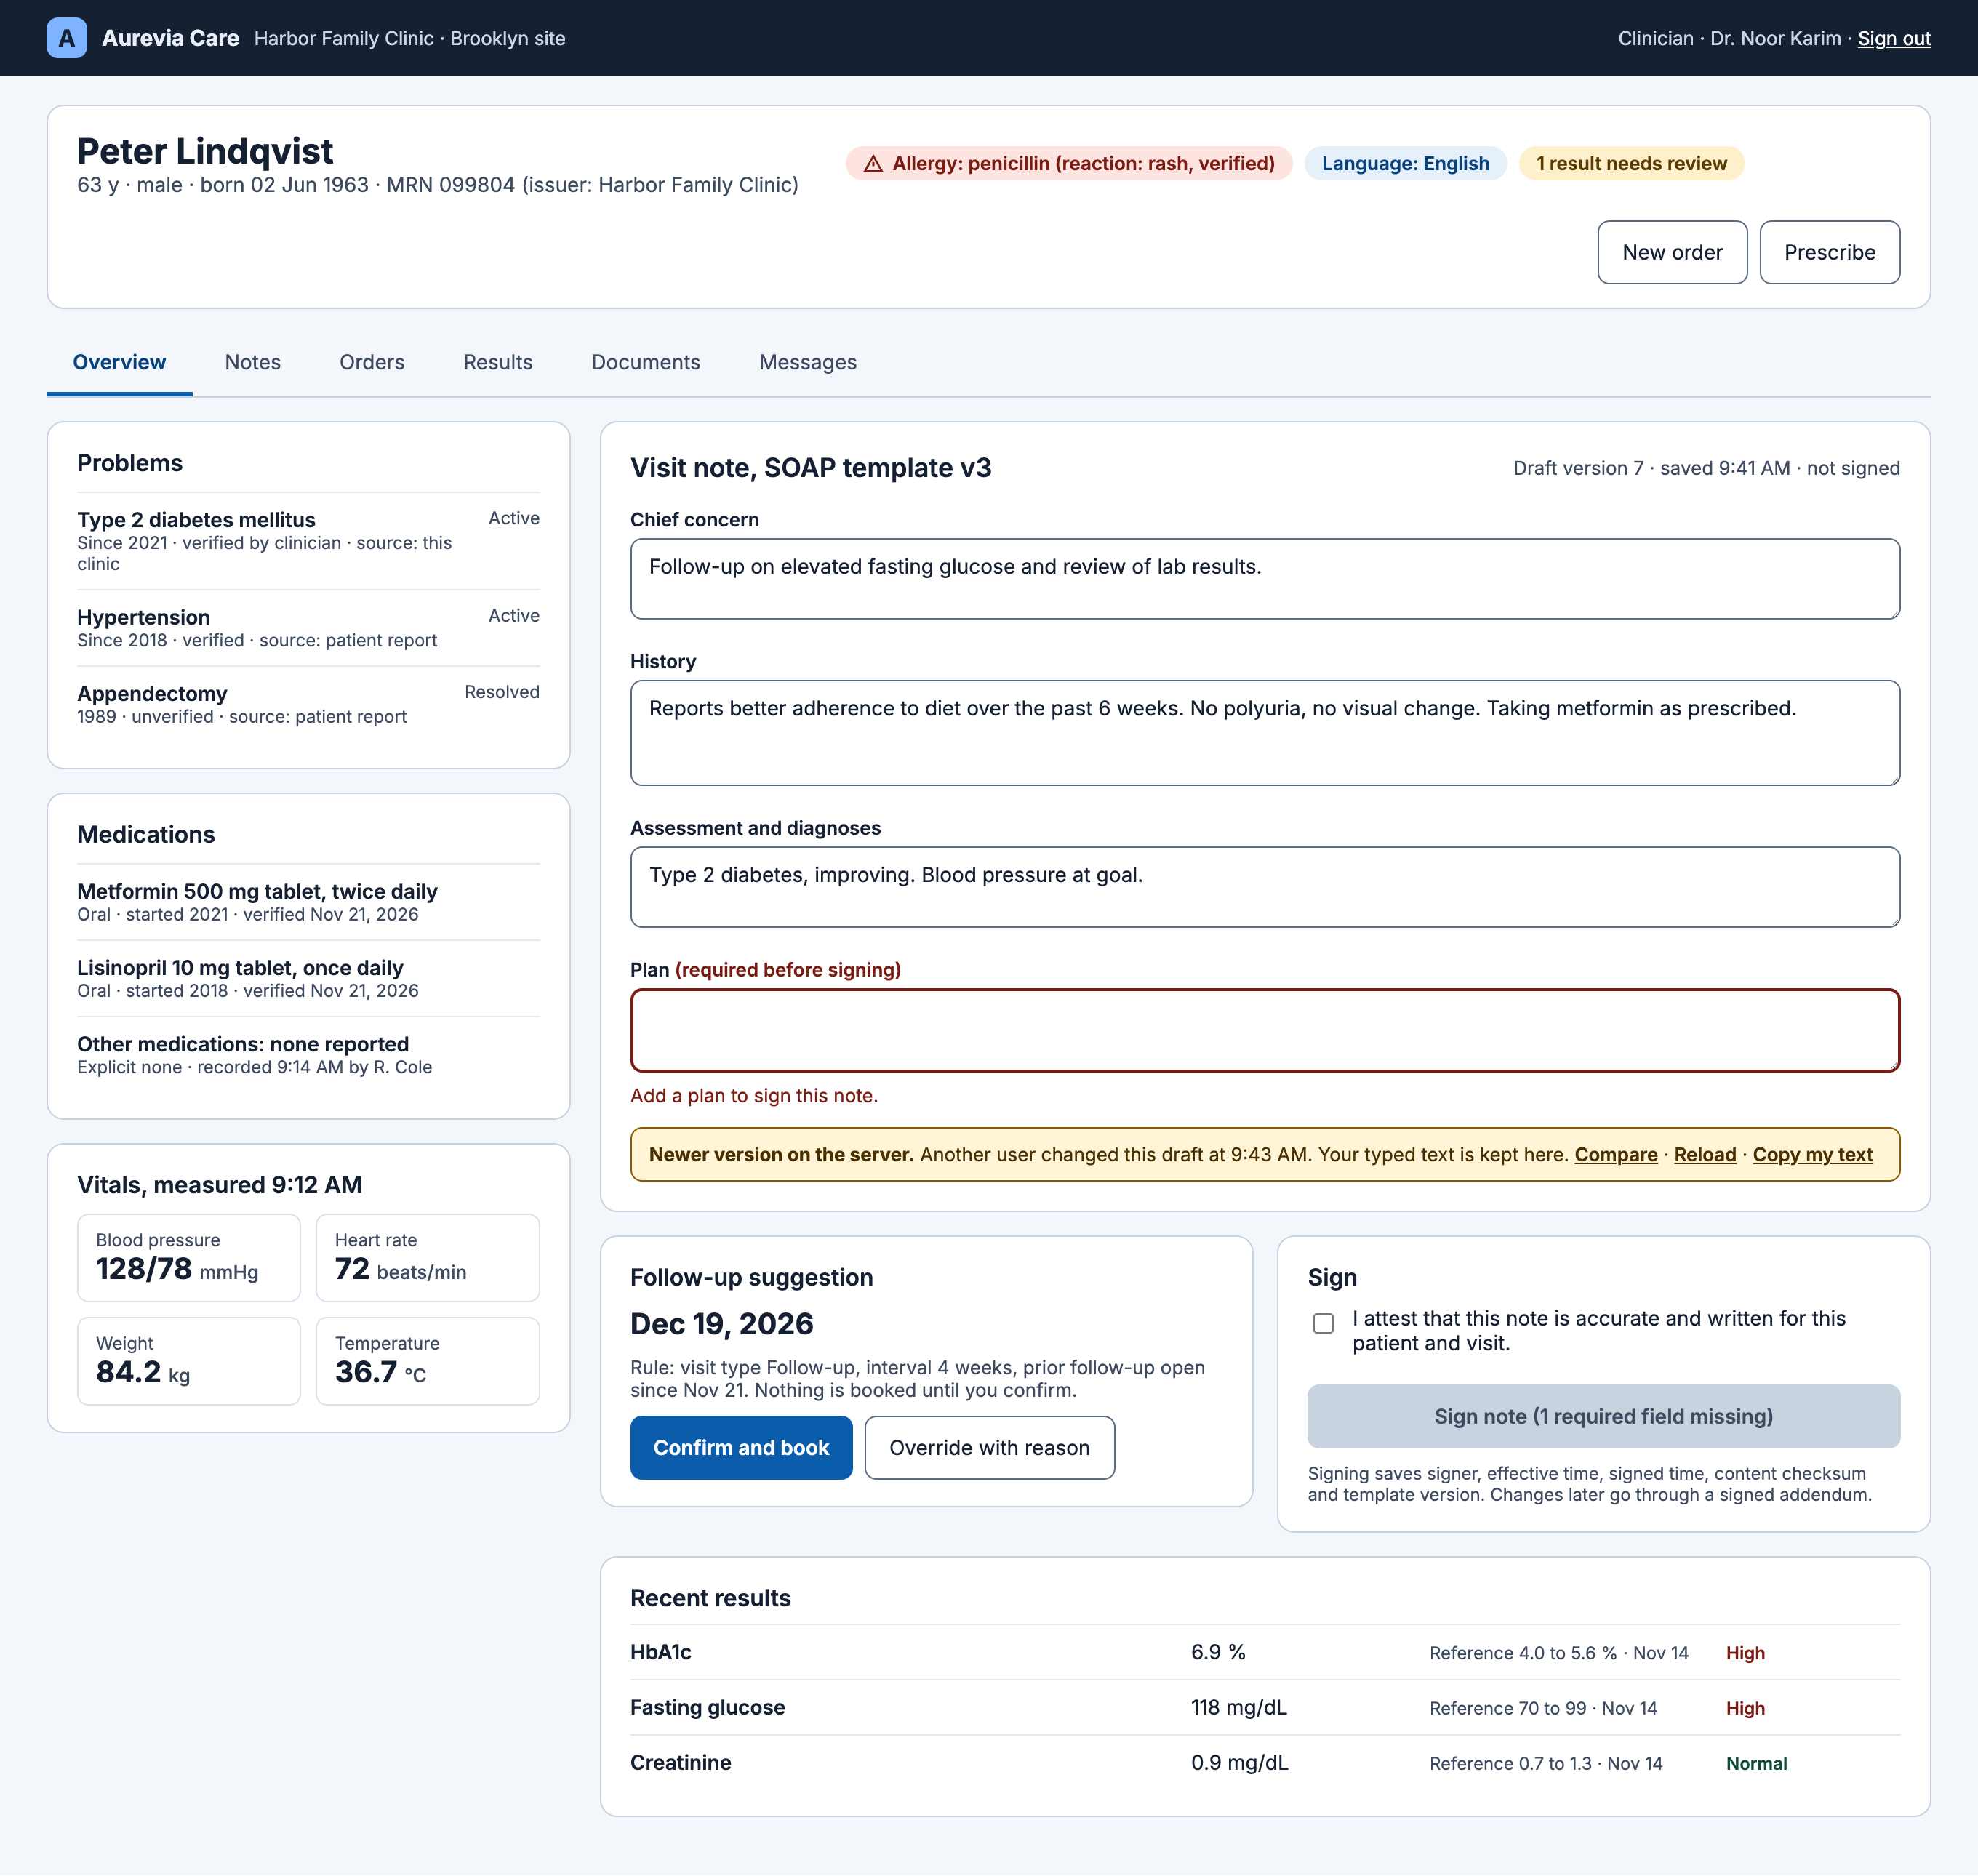 A Aurevia Care Harbor Family Clinic · Brooklyn site
Clinician · Dr. Noor Karim · Sign out
Peter Lindqvist
63 y · male · born 02 Jun 1963 · MRN 099804 (issuer: Harbor Family Clinic)
Allergy: penicillin (reaction: rash, verified)
Language: English
1 result needs review
New order
Prescribe
Overview
Notes
Orders
Results
Documents
Messages
Problems
Type 2 diabetes mellitus
Active
Since 2021 · verified by clinician · source: this
clinic
Hypertension
Active
Since 2018 · verified · source: patient report
Appendectomy
Resolved
1989 · unverified · source: patient report
Medications
Metformin 500 mg tablet, twice daily
Oral · started 2021 · verified Nov 21, 2026
Lisinopril 10 mg tablet, once daily
Oral · started 2018 · verified Nov 21, 2026
Other medications: none reported
Explicit none · recorded 9:14 AM by R. Cole
Vitals, measured 9:12 AM
Blood pressure
128/78 mmHg
Heart rate
72 beats/min
Weight
84.2 kg
Temperature
36.7 °C
Visit note, SOAP template v3
Draft version 7 · saved 9:41 AM · not signed
Chief concern
Follow-up on elevated fasting glucose and review of lab results.
History
Reports better adherence to diet over the past 6 weeks. No polyuria, no visual change. Taking metformin as prescribed.
Assessment and diagnoses
Type 2 diabetes, improving. Blood pressure at goal.
Plan (required before signing)
Add a plan to sign this note.
Newer version on the server. Another user changed this draft at 9:43 AM. Your typed text is kept here. Compare · Reload · Copy my text
Follow-up suggestion
Dec 19, 2026
Rule: visit type Follow-up, interval 4 weeks, prior follow-up open
since Nov 21. Nothing is booked until you confirm.
Confirm and book
Override with reason
Sign
I attest that this note is accurate and written for this
patient and visit.
Sign note (1 required field missing)
Signing saves signer, effective time, signed time, content checksum
and template version. Changes later go through a signed addendum.
Recent results
HbA1c 6.9 % Reference 4.0 to 5.6 % · Nov 14 High
Fasting glucose 118 mg/dL Reference 70 to 99 · Nov 14 High
Creatinine 0.9 mg/dL Reference 0.7 to 1.3 · Nov 14 Normal